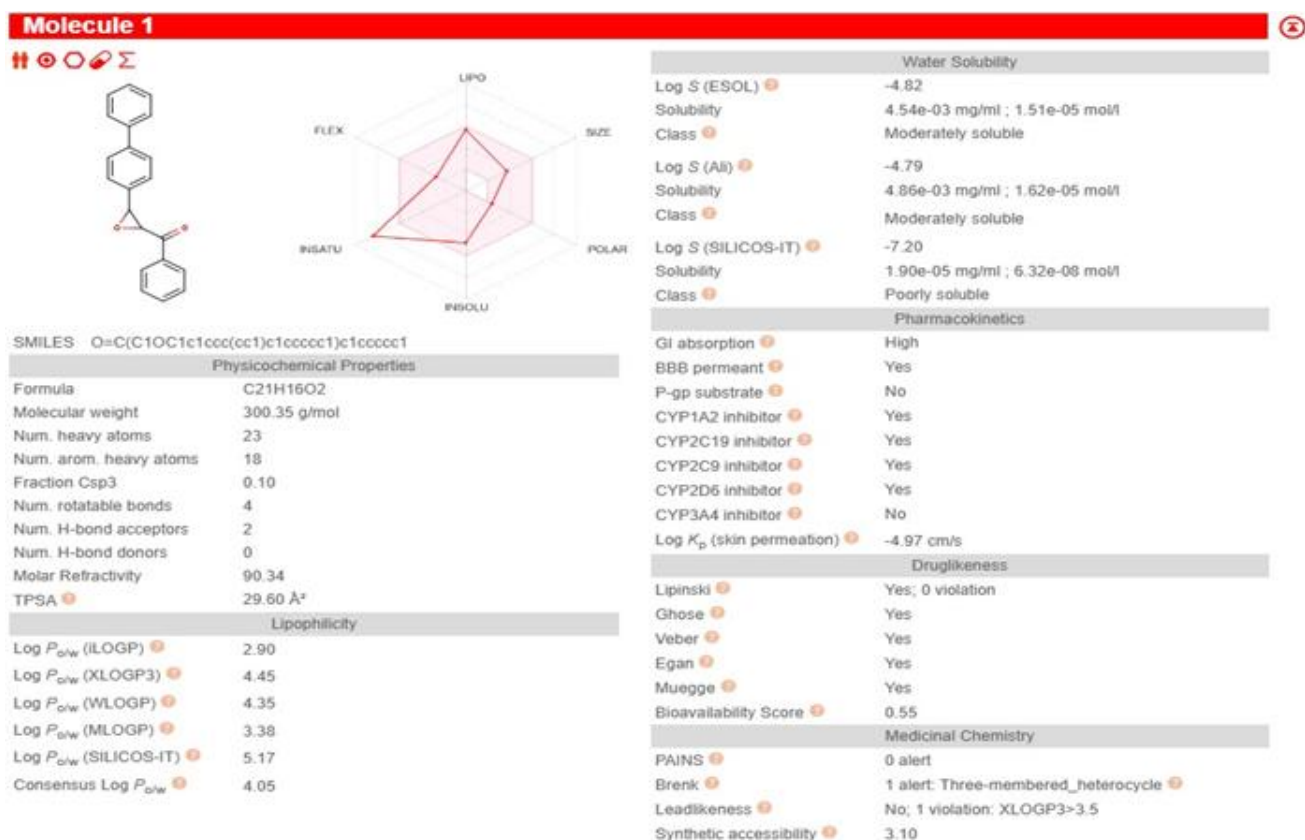 Molecule 1
LIPO
FLEX
SIZE
INSATU
POLAR
INSOLU
O
O
SMILES O=C(C1OC1c1ccc(cc1)c1ccccc1)c1ccccc1
Physicochemical Properties
Formula C21H16O2
Molecular weight 300.35 g/mol
Num. heavy atoms 23
Num. arom. heavy atoms 18
Fraction Csp3 0.10
Num. rotatable bonds 4
Num. H-bond acceptors 2
Num. H-bond donors 0
Molar Refractivity 90.34
TPSA ? 29.60 Å²
Lipophilicity
Log Po/w (iLOGP) ? 2.90
Log Po/w (XLOGP3) ? 4.45
Log Po/w (WLOGP) ? 4.35
Log Po/w (MLOGP) ? 3.38
Log Po/w (SILICOS-IT) ? 5.17
Consensus Log Po/w ? 4.05
Water Solubility
Log S (ESOL) ? -4.82
Solubility 4.54e-03 mg/ml ; 1.51e-05 mol/l
Class ? Moderately soluble
Log S (Ali) ? -4.79
Solubility 4.86e-03 mg/ml ; 1.62e-05 mol/l
Class ? Moderately soluble
Log S (SILICOS-IT) ? -7.20
Solubility 1.90e-05 mg/ml ; 6.32e-08 mol/l
Class ? Poorly soluble
Pharmacokinetics
GI absorption ? High
BBB permeant ? Yes
P-gp substrate ? No
CYP1A2 inhibitor ? Yes
CYP2C19 inhibitor ? Yes
CYP2C9 inhibitor ? Yes
CYP2D6 inhibitor ? Yes
CYP3A4 inhibitor ? No
Log Kp (skin permeation) ? -4.97 cm/s
Druglikeness
Lipinski ? Yes; 0 violation
Ghose ? Yes
Veber ? Yes
Egan ? Yes
Muegge ? Yes
Bioavailability Score ? 0.55
Medicinal Chemistry
PAINS ? 0 alert
Brenk ? 1 alert: Three-membered_heterocycle ?
Leadlikeness ? No; 1 violation: XLOGP3>3.5
Synthetic accessibility ? 3.10